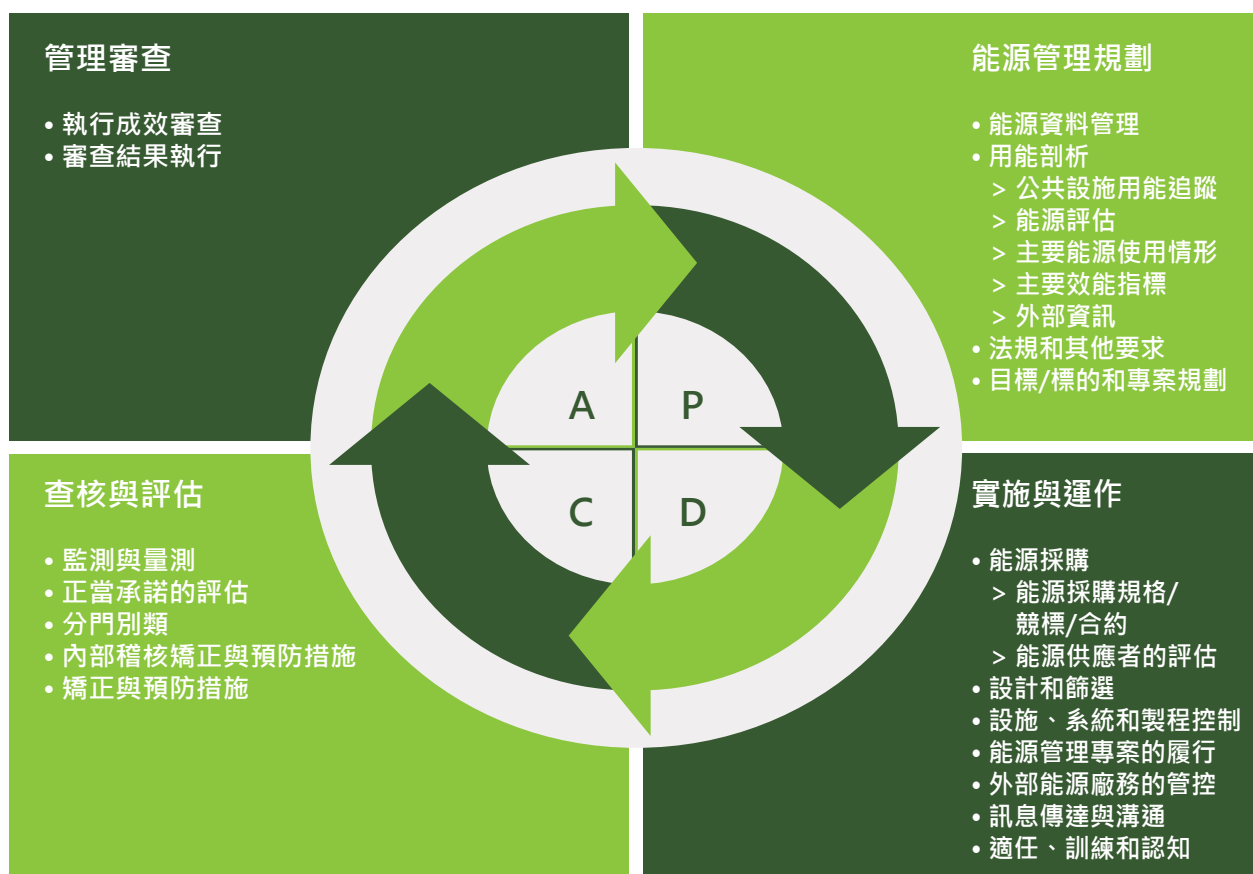 管理審查
• 執行成效審查
• 審查結果執行
能源管理規劃
• 能源資料管理
• 用能剖析
> 公共設施用能追蹤
> 能源評估
> 主要能源使用情形
> 主要效能指標
> 外部資訊
• 法規和其他要求
• 目標/標的和專案規劃
A
P
C
D
查核與評估
• 監測與量測
• 正當承諾的評估
• 分門別類
• 內部稽核矯正與預防措施
• 矯正與預防措施
實施與運作
• 能源採購
> 能源採購規格/
競標/合約
> 能源供應者的評估
• 設計和篩選
• 設施、系統和製程控制
• 能源管理專案的履行
• 外部能源廠務的管控
• 訊息傳達與溝通
• 適任、訓練和認知